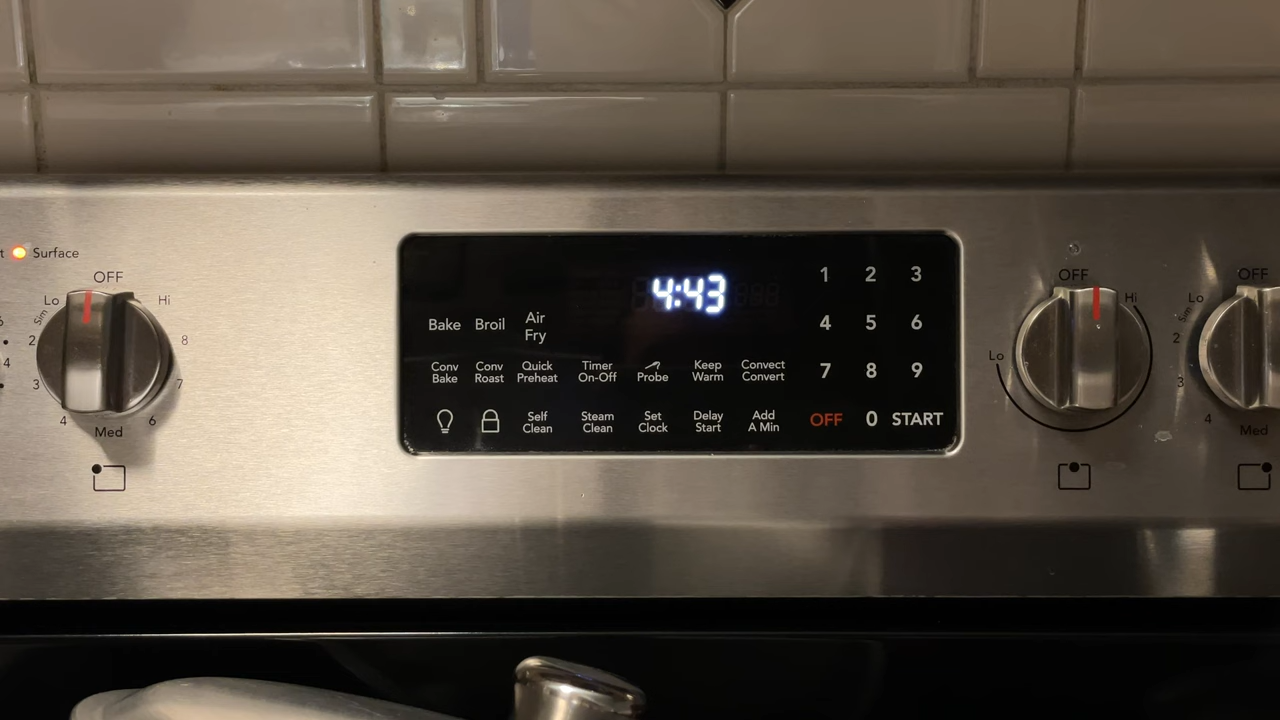 t Surface
OFF
Lo Hi
Sim
6 2 8
4 3 7
4 6
Med
4:43
Bake Broil Air Fry
Conv Bake Conv Roast Quick Preheat Timer On-Off Probe Keep Warm Convect Convert
Self Clean Steam Clean Set Clock Delay Start Add A Min
1 2 3
4 5 6
7 8 9
OFF 0 START
OFF
Hi
Lo
OFF
Lo
Sim
2
3
4
Med